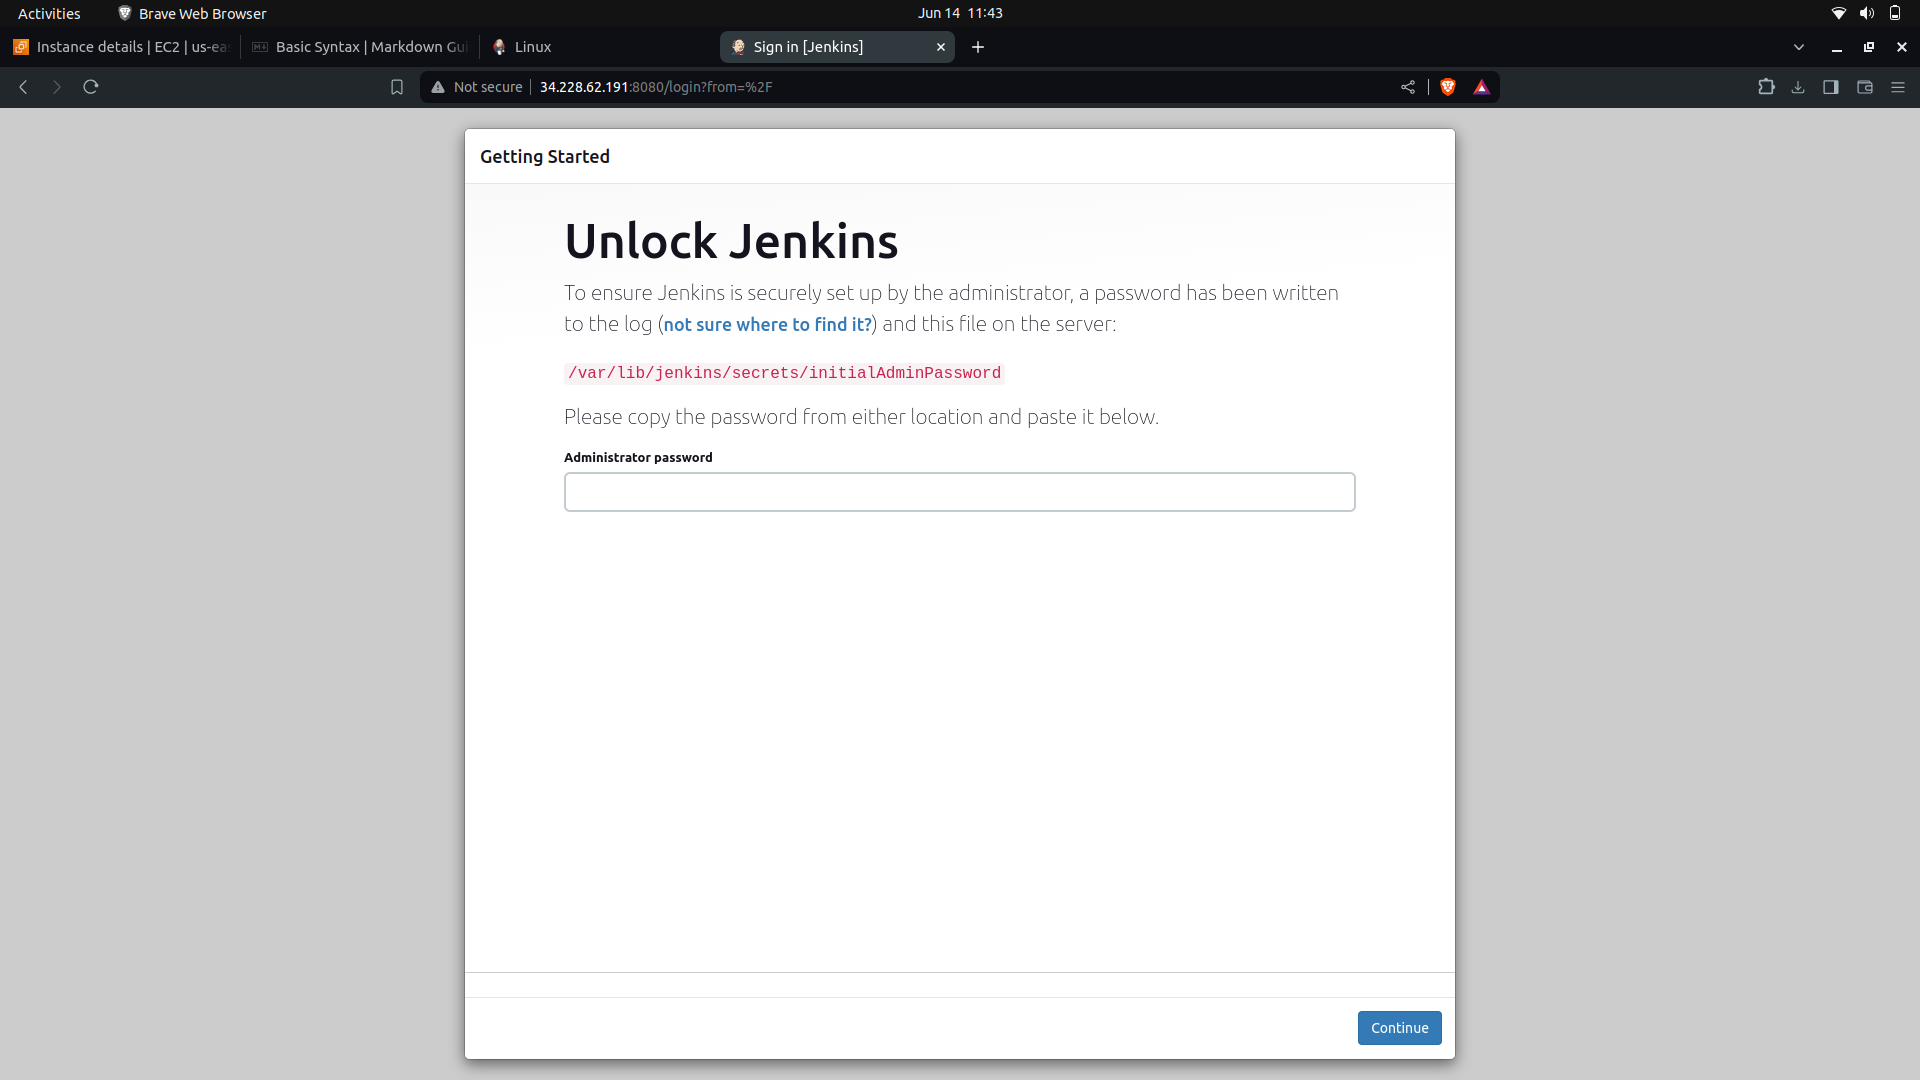 Activities
Brave Web Browser
Jun 14 11:43
Instance details | EC2 | us-eas
Basic Syntax | Markdown Gui
Linux
Sign in [Jenkins]
Not secure
34.228.62.191:8080/login?from=%2F
Getting Started
Unlock Jenkins
To ensure Jenkins is securely set up by the administrator, a password has been written
to the log (not sure where to find it?) and this file on the server:
/var/lib/jenkins/secrets/initialAdminPassword
Please copy the password from either location and paste it below.
Administrator password
Continue